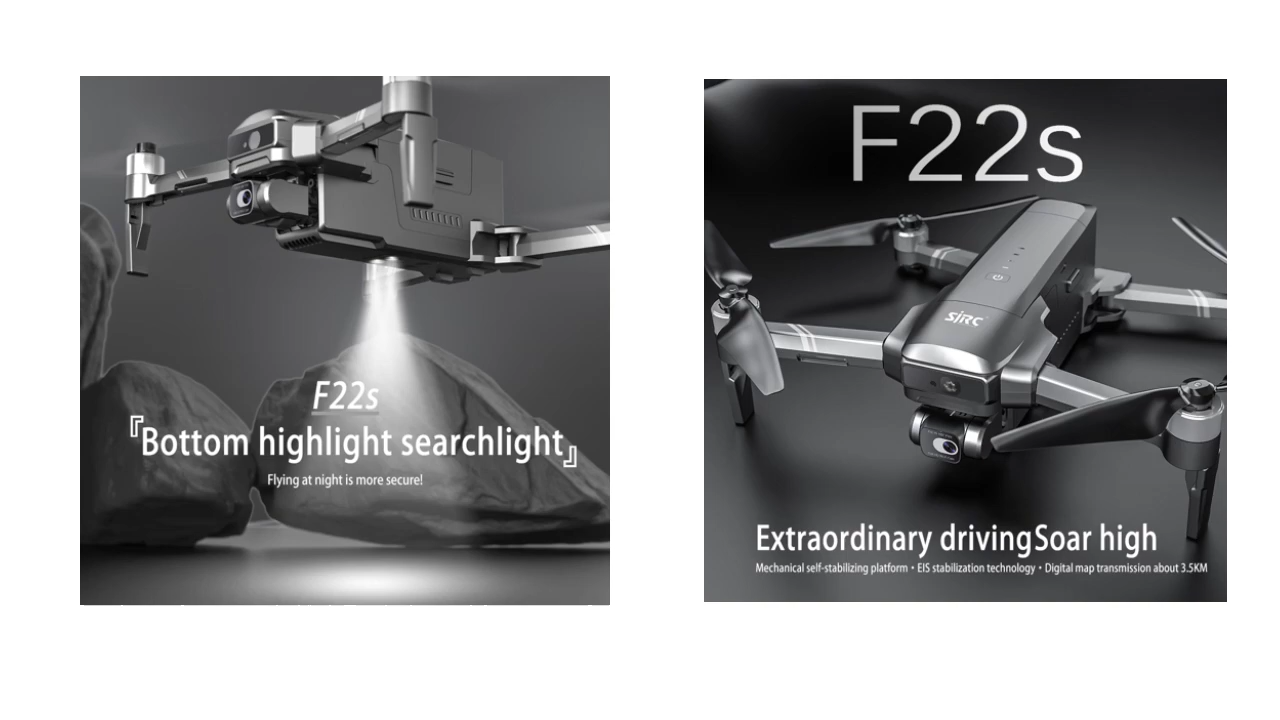 F22s
『Bottom highlight searchlight』
Flying at night is more secure!
F22s
SJRC
Extraordinary drivingSoar high
Mechanical self-stabilizing platform • EIS stabilization technology • Digital map transmission about 3.5KM